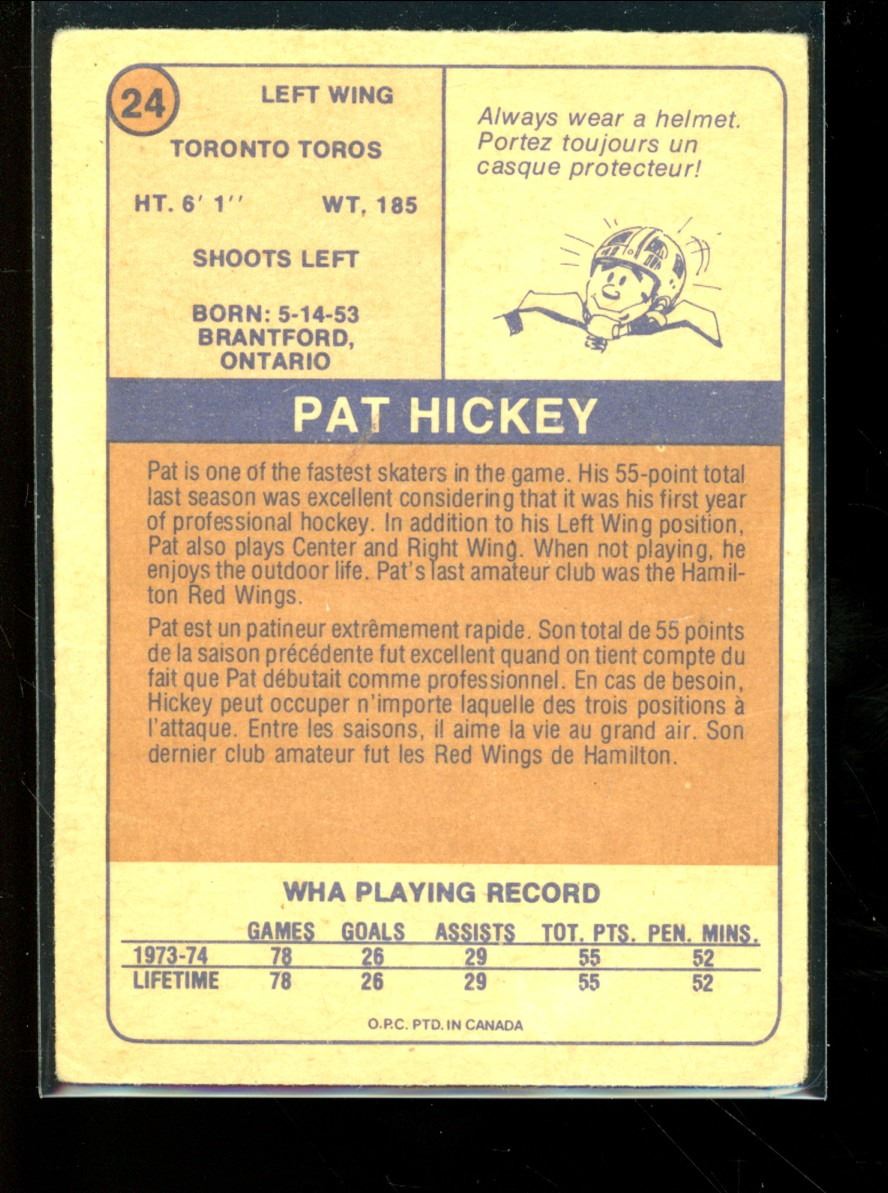 24
LEFT WING
TORONTO TOROS
HT. 6' 1'' WT. 185
SHOOTS LEFT
BORN: 5-14-53
BRANTFORD,
ONTARIO
Always wear a helmet.
Portez toujours un
casque protecteur!
PAT HICKEY
Pat is one of the fastest skaters in the game. His 55-point total
last season was excellent considering that it was his first year
of professional hockey. In addition to his Left Wing position,
Pat also plays Center and Right Wing. When not playing, he
enjoys the outdoor life. Pat's last amateur club was the Hamil-
ton Red Wings.
Pat est un patineur extrêmement rapide. Son total de 55 points
de la saison précédente fut excellent quand on tient compte du
fait que Pat débutait comme professionnel. En cas de besoin,
Hickey peut occuper n'importe laquelle des trois positions à
l'attaque. Entre les saisons, il aime la vie au grand air. Son
dernier club amateur fut les Red Wings de Hamilton.
WHA PLAYING RECORD
GAMES GOALS ASSISTS TOT. PTS. PEN. MINS.
1973-74 78 26 29 55 52
LIFETIME 78 26 29 55 52
O.P.C. PTD. IN CANADA